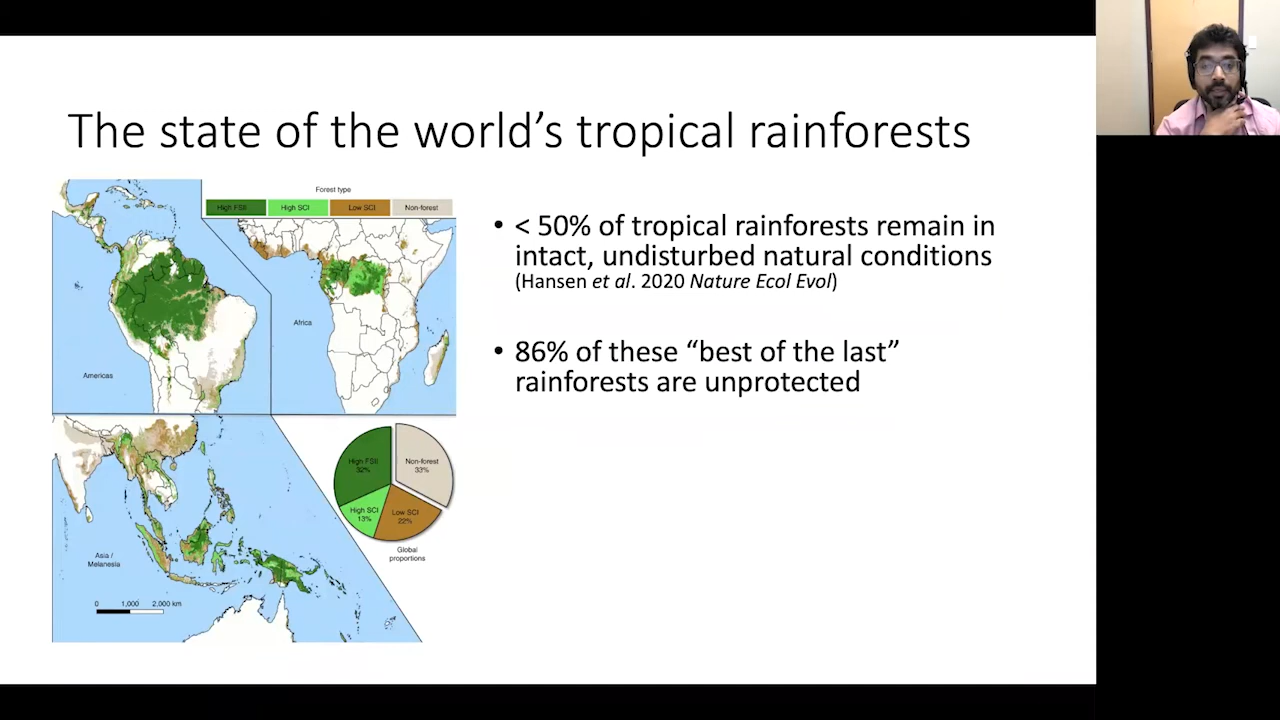 The state of the world's tropical rainforests
Forest type
High FSII
High SCI
Low SCI
Non-forest
Americas
Africa
Asia /
Melanesia
0 1,000 2,000 km
High FSII
32%
Non-forest
33%
High SCI
13%
Low SCI
22%
Global
proportions
• < 50% of tropical rainforests remain in
intact, undisturbed natural conditions
(Hansen et al. 2020 Nature Ecol Evol)
• 86% of these “best of the last”
rainforests are unprotected